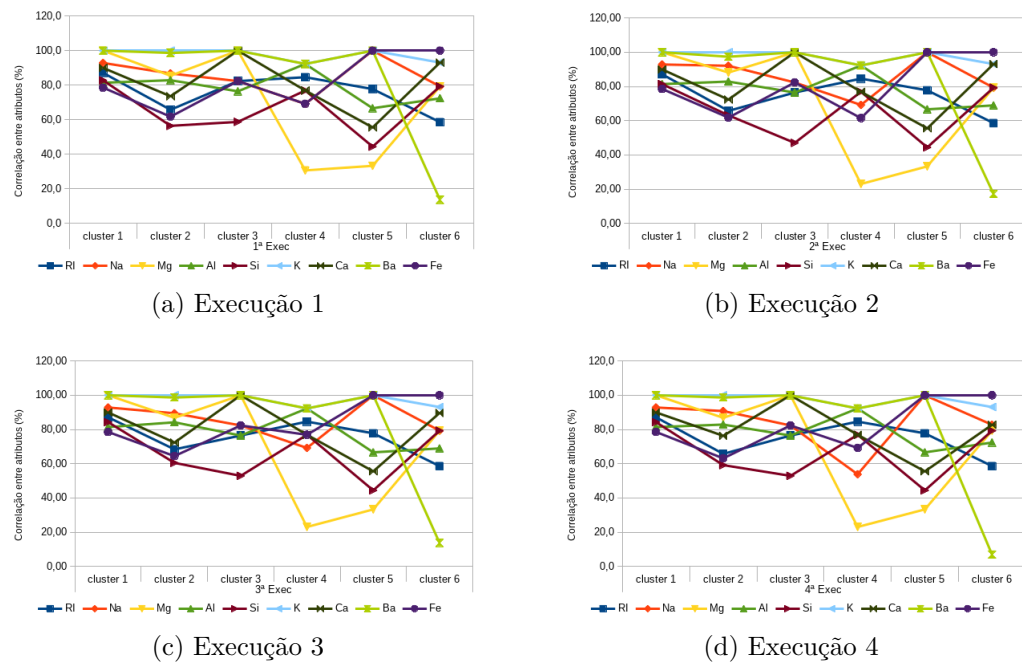 120,0
100,0
80,0
60,0
40,0
20,0
0,0
Correlação entre atributos (%)
cluster 1 cluster 2 cluster 3 cluster 4 cluster 5 cluster 6
1ª Exec
RI Na Mg Al Si K Ca Ba Fe
(a) Execução 1
120,00
100,00
80,00
60,00
40,00
20,00
0,00
Correlação entre atributos (%)
cluster 1 cluster 2 cluster 3 cluster 4 cluster 5 cluster 6
2ª Exec
RI Na Mg Al Si K Ca Ba Fe
(b) Execução 2
120,00
100,00
80,00
60,00
40,00
20,00
0,00
Correlação entre atributos (%)
cluster 1 cluster 2 cluster 3 cluster 4 cluster 5 cluster 6
3ª Exec
RI Na Mg Al Si K Ca Ba Fe
(c) Execução 3
120,0
100,0
80,0
60,0
40,0
20,0
0,0
Correlação entre atributos (%)
cluster 1 cluster 2 cluster 3 cluster 4 cluster 5 cluster 6
4ª Exec
RI Na Mg Al Si K Ca Ba Fe
(d) Execução 4